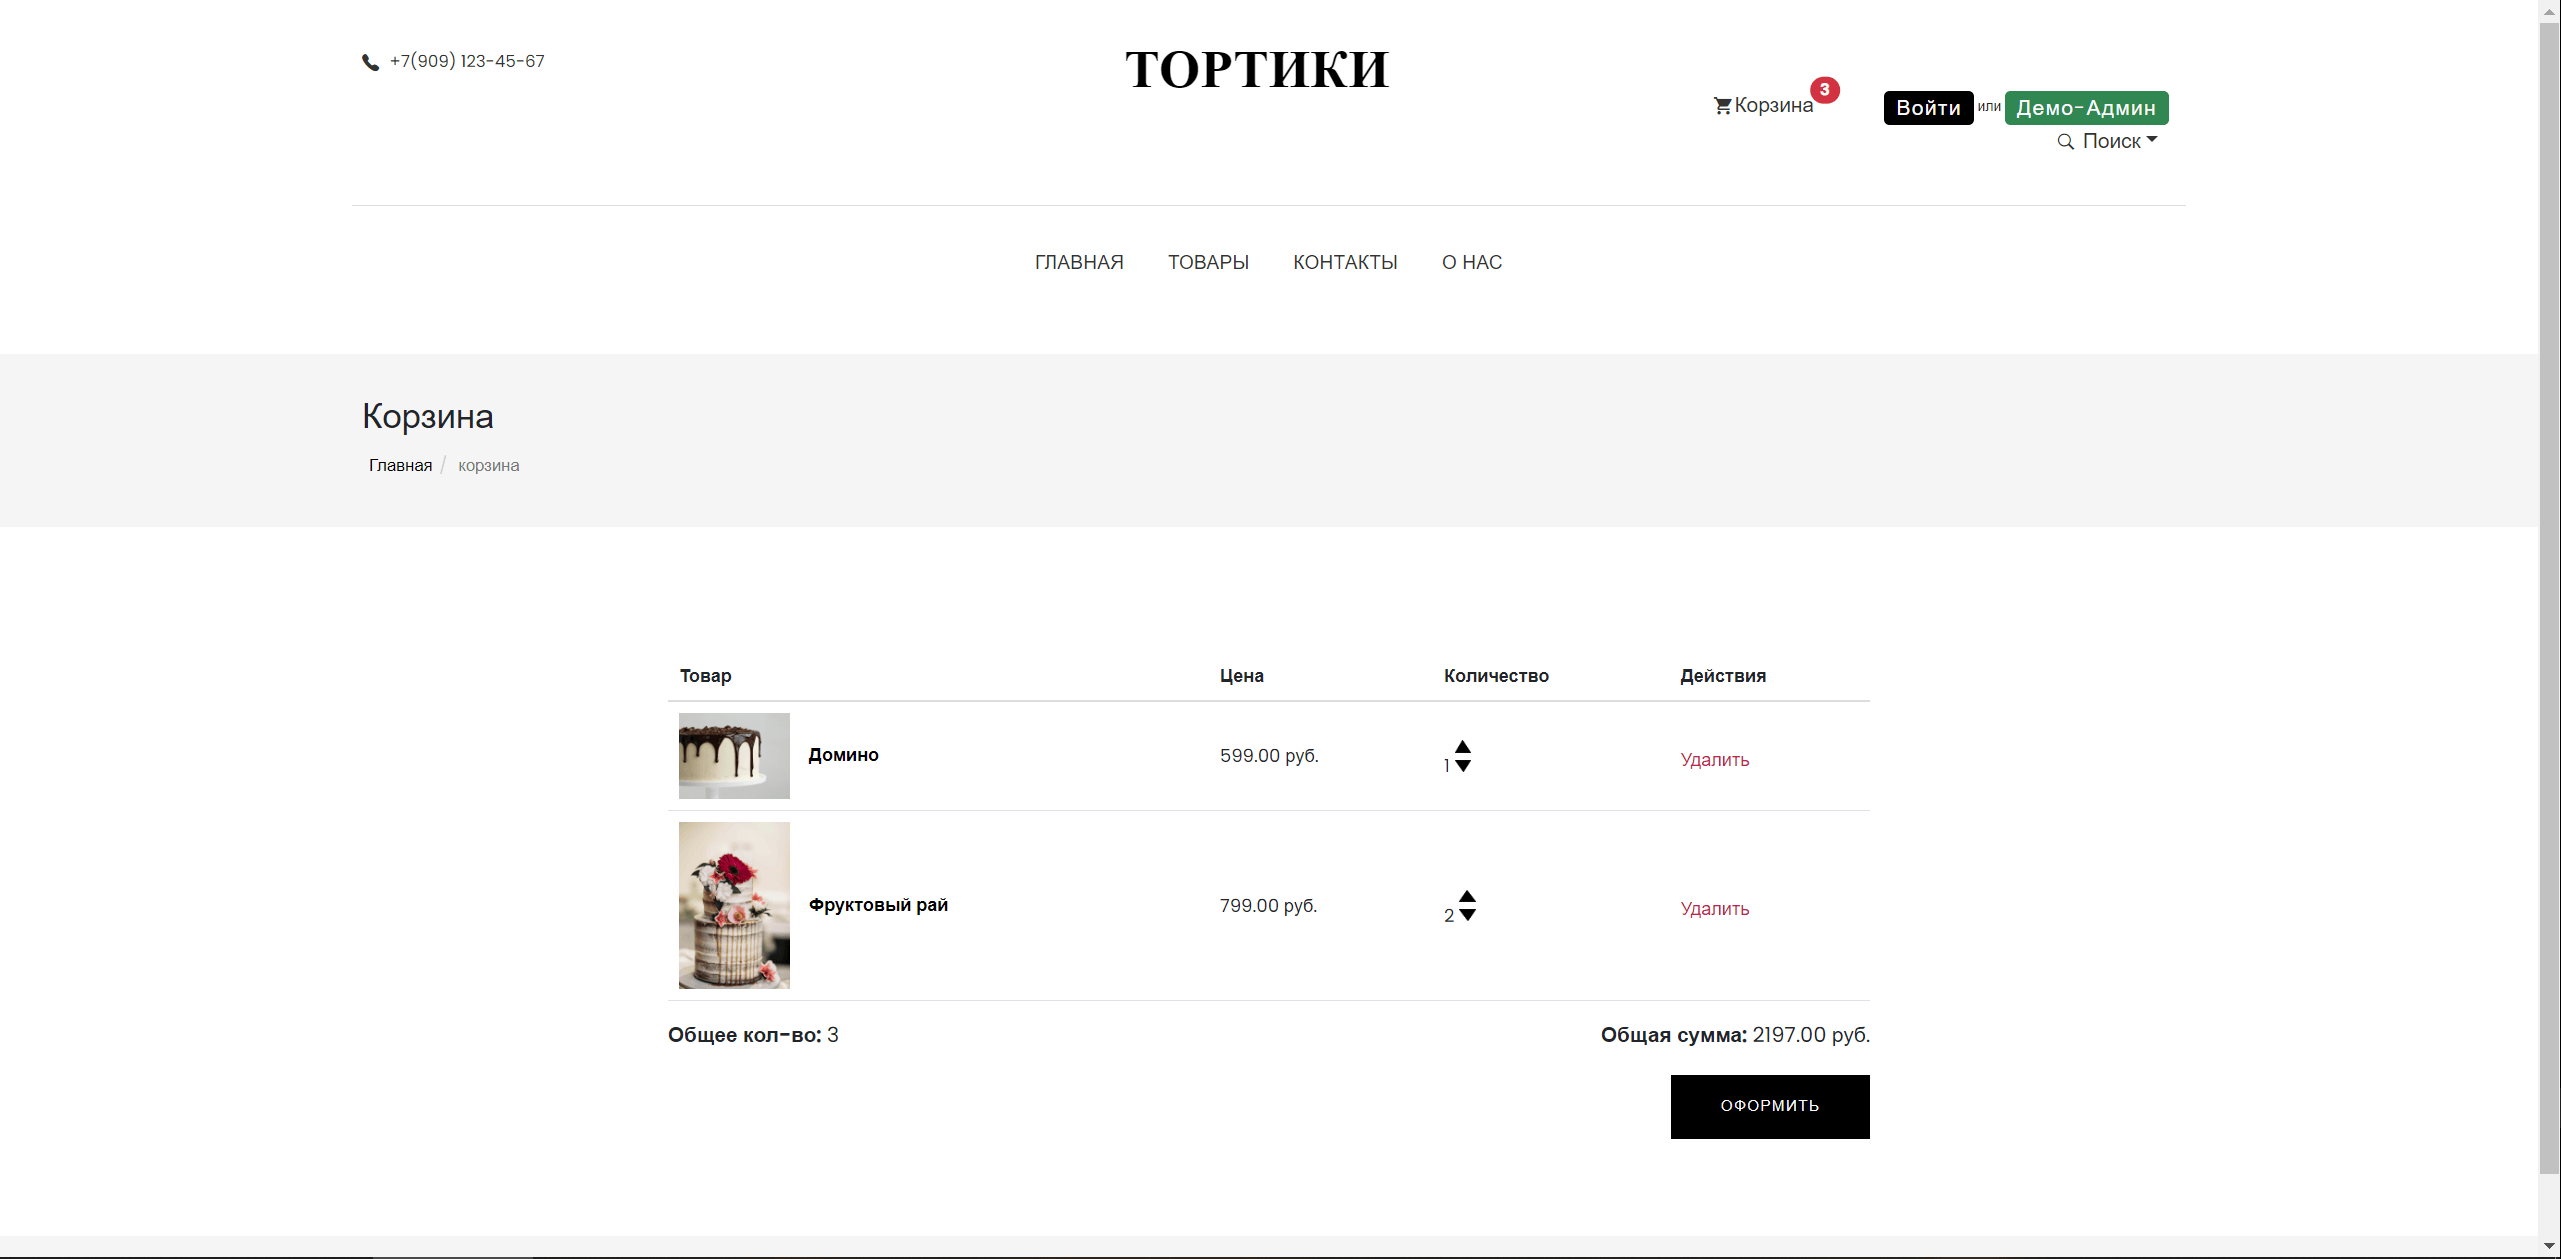 +7(909) 123-45-67
ТОРТИКИ
Корзина 3
Войти или Демо-Админ
Поиск
ГЛАВНАЯ ТОВАРЫ КОНТАКТЫ О НАС
Корзина
Главная / корзина
Товар Цена Количество Действия
Домино 599.00 руб. 1 Удалить
Фруктовый рай 799.00 руб. 2 Удалить
Общее кол-во: 3 Общая сумма: 2197.00 руб.
ОФОРМИТЬ